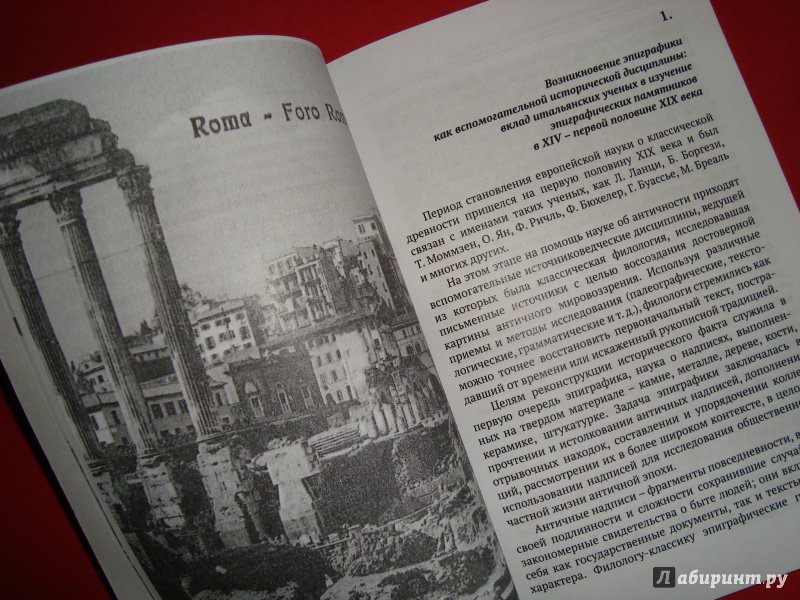 Roma - Foro Ro
1.
Возникновение эпиграфики
как вспомогательной исторической дисциплины:
вклад итальянских ученых в изучение
эпиграфических памятников
в XIV – первой половине XIX века
Период становления европейской науки о классической
древности пришелся на первую половину XIX века и был
связан с именами таких ученых, как Л. Ланци, Б. Боргези,
Т. Моммзен, О. Ян, Ф. Ричль, Ф. Бюхелер, Г. Буассье, М. Бреаль
и многих других.
На этом этапе на помощь науке об античности приходят
вспомогательные источниковедческие дисциплины, ведущей
из которых была классическая филология, исследовавшая
письменные источники с целью воссоздания достоверной
картины античного мировоззрения. Используя различные
приемы и методы исследования (палеографические, тексто-
логические, грамматические и т.д.), филологи стремились как
можно точнее восстановить первоначальный текст, постра-
давший от времени или искаженный рукописной традицией.
Целям реконструкции исторического факта служила в
первую очередь эпиграфика, наука о надписях, выполнен-
ных на твердом материале – камне, металле, дереве, кости,
керамике, штукатурке. Задача эпиграфики заключалась в
прочтении и истолковании античных надписей, дополнении
отрывочных находок, составлении и упорядочении колле
ций, рассмотрении их в более широком контексте, в цело
использовании надписей для исследования общественн
частной жизни античной эпохи.
Античные надписи – фрагменты повседневности, в
своей подлинности и сложности сохранившие случай
закономерные свидетельства о быте людей; они вкл
себя как государственные документы, так и тексты
характера. Филологу-классику эпиграфические п
Лабиринт.ру